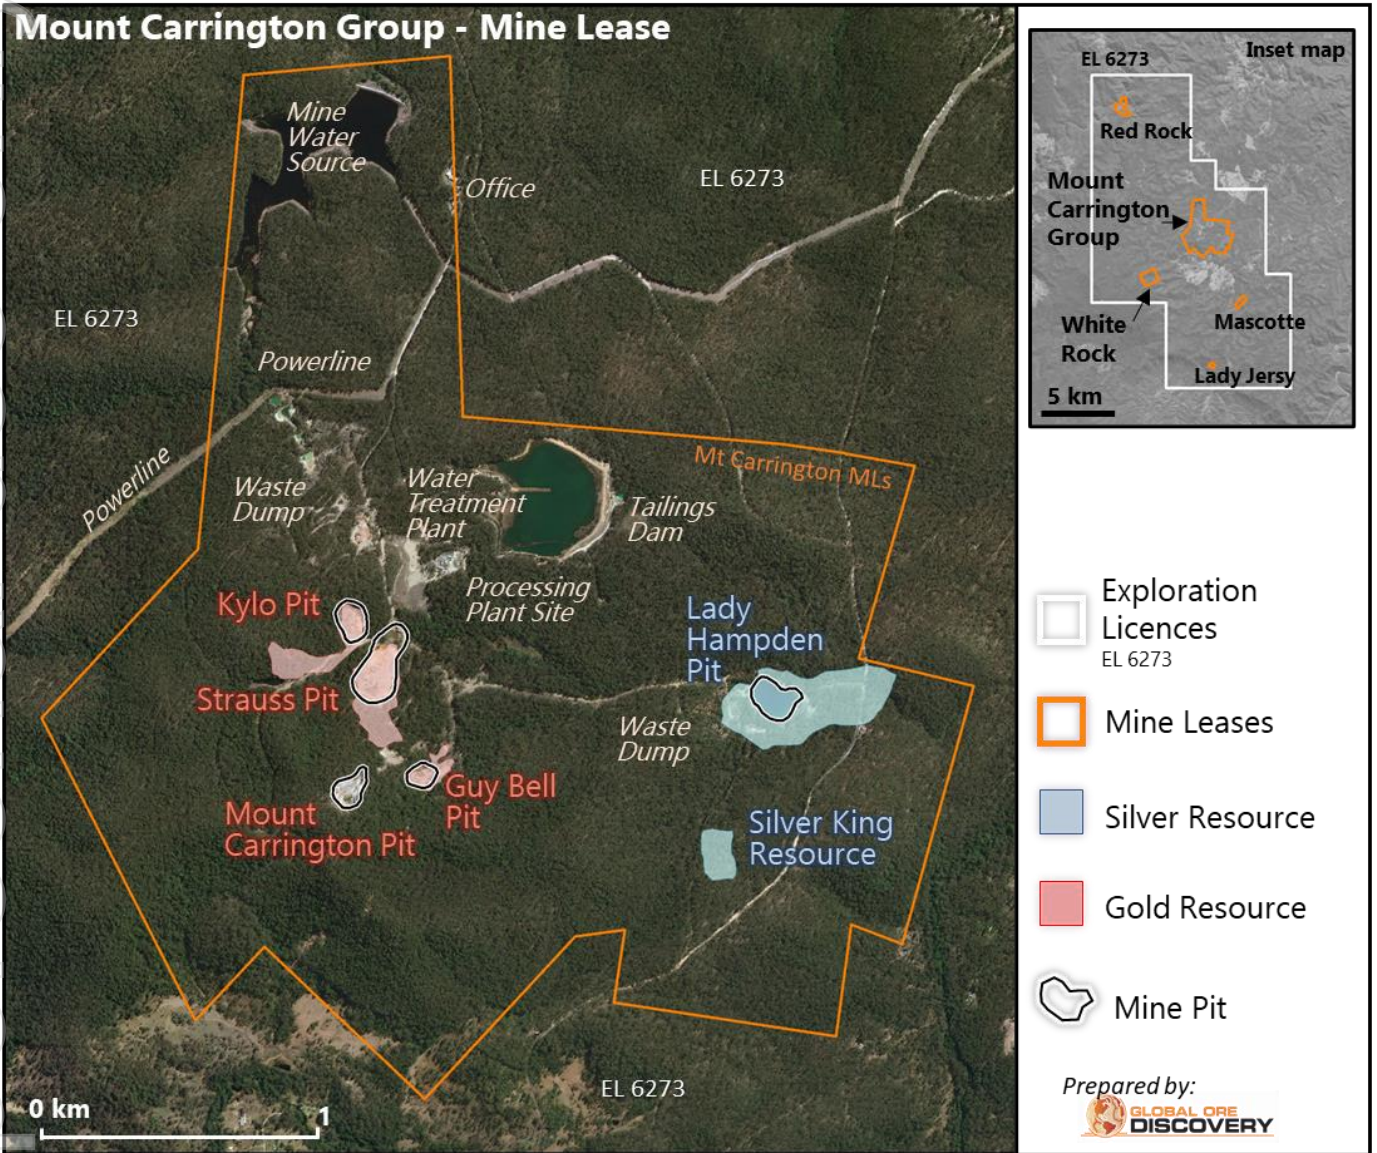 Mount Carrington Group - Mine Lease
Mine
Water
Source
Office
EL 6273
EL 6273
Powerline
Powerline
Mt Carrington MLs
Waste
Dump
Water
Treatment
Plant
Tailings
Dam
Processing
Plant Site
Kylo Pit
Strauss Pit
Lady
Hampden
Pit
Waste
Dump
Guy Bell
Pit
Mount
Carrington Pit
Silver King
Resource
EL 6273
0 km
1
Inset map
EL 6273
Red Rock
Mount
Carrington
Group
White
Rock
Mascotte
Lady Jersy
5 km
Exploration
Licences
EL 6273
Mine Leases
Silver Resource
Gold Resource
Mine Pit
Prepared by:
GLOBAL ORE
DISCOVERY